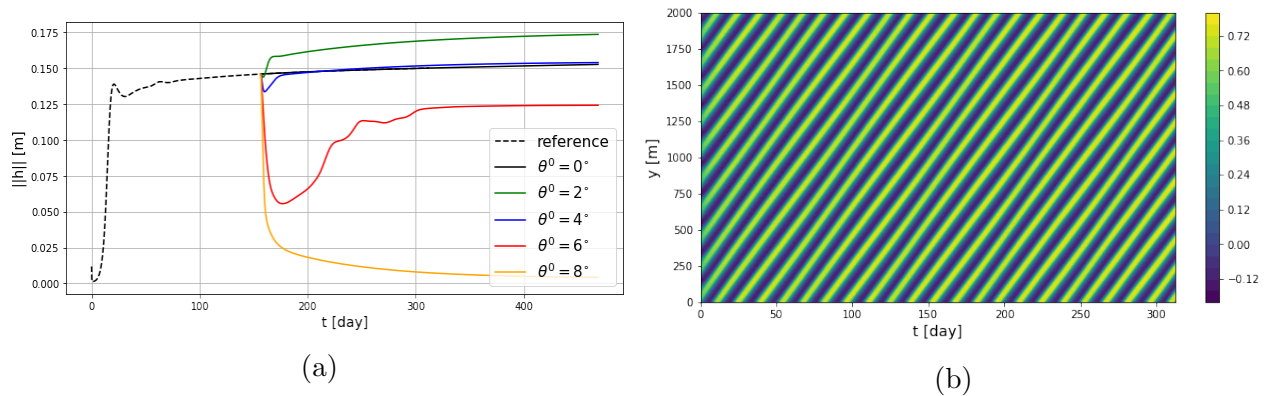 0.175
0.150
0.125
0.100
0.075
0.050
0.025
0.000
||h|| [m]
0 100 200 300 400
t [day]
reference
θ⁰ = 0°
θ⁰ = 2°
θ⁰ = 4°
θ⁰ = 6°
θ⁰ = 8°
(a)
2000
1750
1500
1250
1000
750
500
250
0
y [m]
0 50 100 150 200 250 300
t [day]
0.72
0.60
0.48
0.36
0.24
0.12
0.00
−0.12
(b)